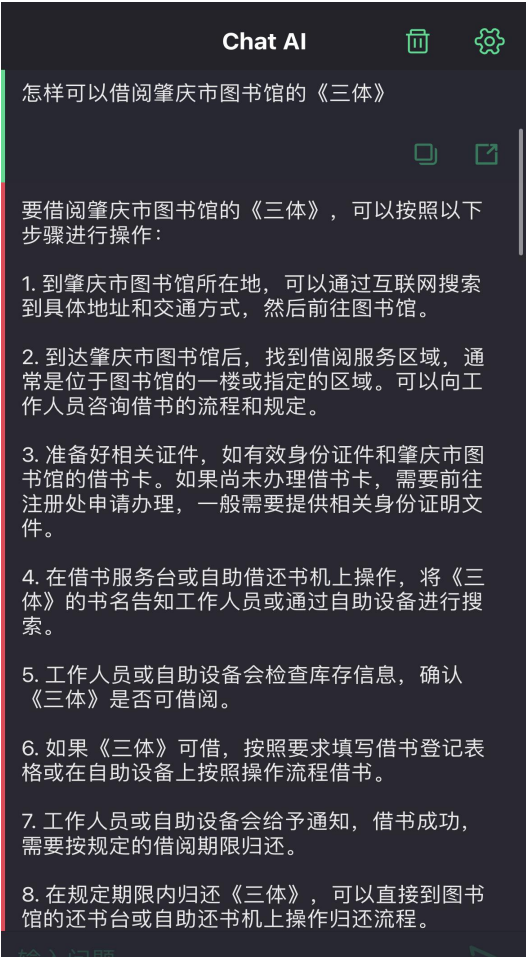 Chat AI
怎样可以借阅肇庆市图书馆的《三体》
要借阅肇庆市图书馆的《三体》，可以按照以下
步骤进行操作：
1. 到肇庆市图书馆所在地，可以通过互联网搜索
到具体地址和交通方式，然后前往图书馆。
2. 到达肇庆市图书馆后，找到借阅服务区域，通
常是位于图书馆的一楼或指定的区域。可以向工
作人员咨询借书的流程和规定。
3. 准备好相关证件，如有效身份证件和肇庆市图
书馆的借书卡。如果尚未办理借书卡，需要前往
注册处申请办理，一般需要提供相关身份证明文
件。
4. 在借书服务台或自助借还书机上操作，将《三
体》的书名告知工作人员或通过自助设备进行搜
索。
5. 工作人员或自助设备会检查库存信息，确认
《三体》是否可借阅。
6. 如果《三体》可借，按照要求填写借书登记表
格或在自助设备上按照操作流程借书。
7. 工作人员或自助设备会给予通知，借书成功，
需要按规定的借阅期限归还。
8. 在规定期限内归还《三体》，可以直接到图书
馆的还书台或自助还书机上操作归还流程。
输入问题